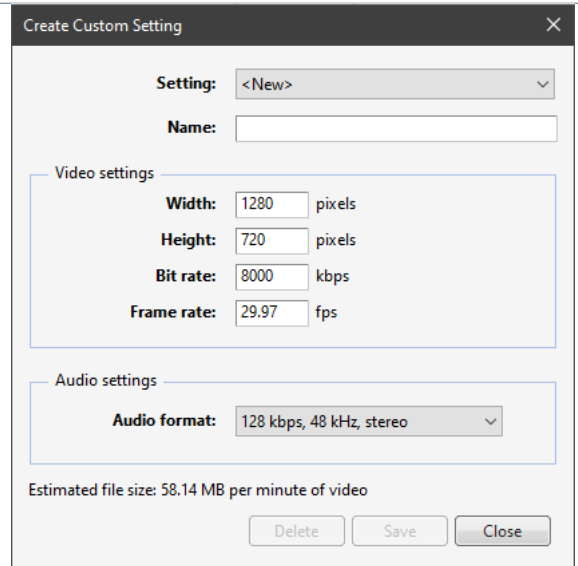 Create Custom Setting
Setting: <New>
Name:
Video settings
Width: 1280 pixels
Height: 720 pixels
Bit rate: 8000 kbps
Frame rate: 29.97 fps
Audio settings
Audio format: 128 kbps, 48 kHz, stereo
Estimated file size: 58.14 MB per minute of video
Delete Save Close